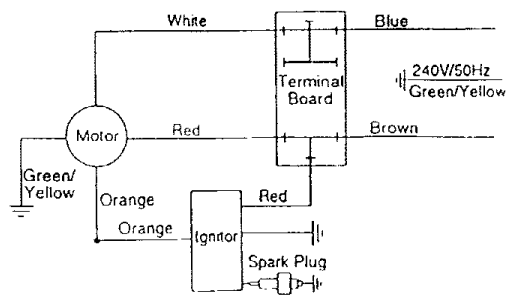 White
Blue
Terminal
Board
240V/50Hz
Green/Yellow
Motor
Red
Brown
Green/
Yellow
Orange
Red
Orange
Ignitor
Spark Plug